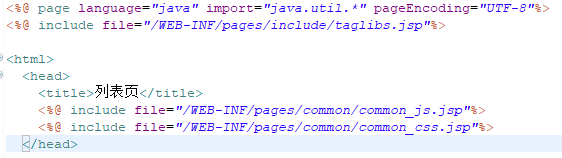 <%@ page language="java" import="java.util.*" pageEncoding="UTF-8"%>
<%@ include file="/WEB-INF/pages/include/taglibs.jsp"%>
<html>
<head>
<title>列表页</title>
<%@ include file="/WEB-INF/pages/common/common_js.jsp"%>
<%@ include file="/WEB-INF/pages/common/common_css.jsp"%>
</head>